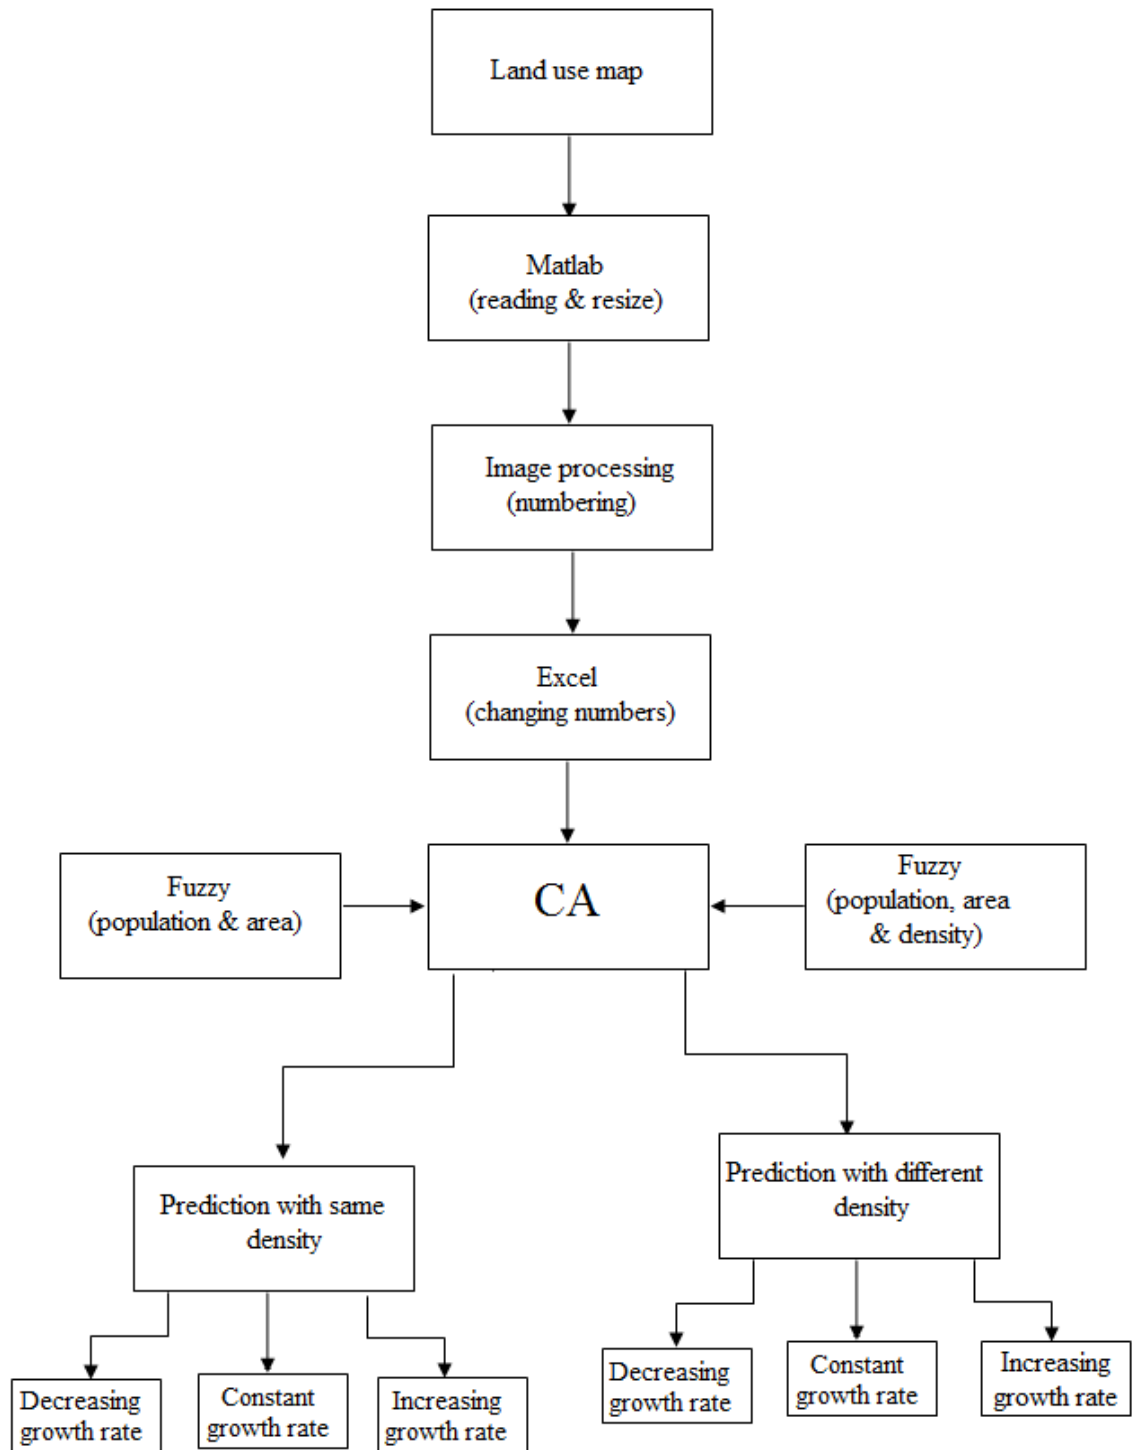 Land use map
Matlab
(reading & resize)
Image processing
(numbering)
Excel
(changing numbers)
Fuzzy
(population & area)
CA
Fuzzy
(population, area
& density)
Prediction with same
density
Prediction with different
density
Decreasing
growth rate
Constant
growth rate
Increasing
growth rate
Decreasing
growth rate
Constant
growth rate
Increasing
growth rate